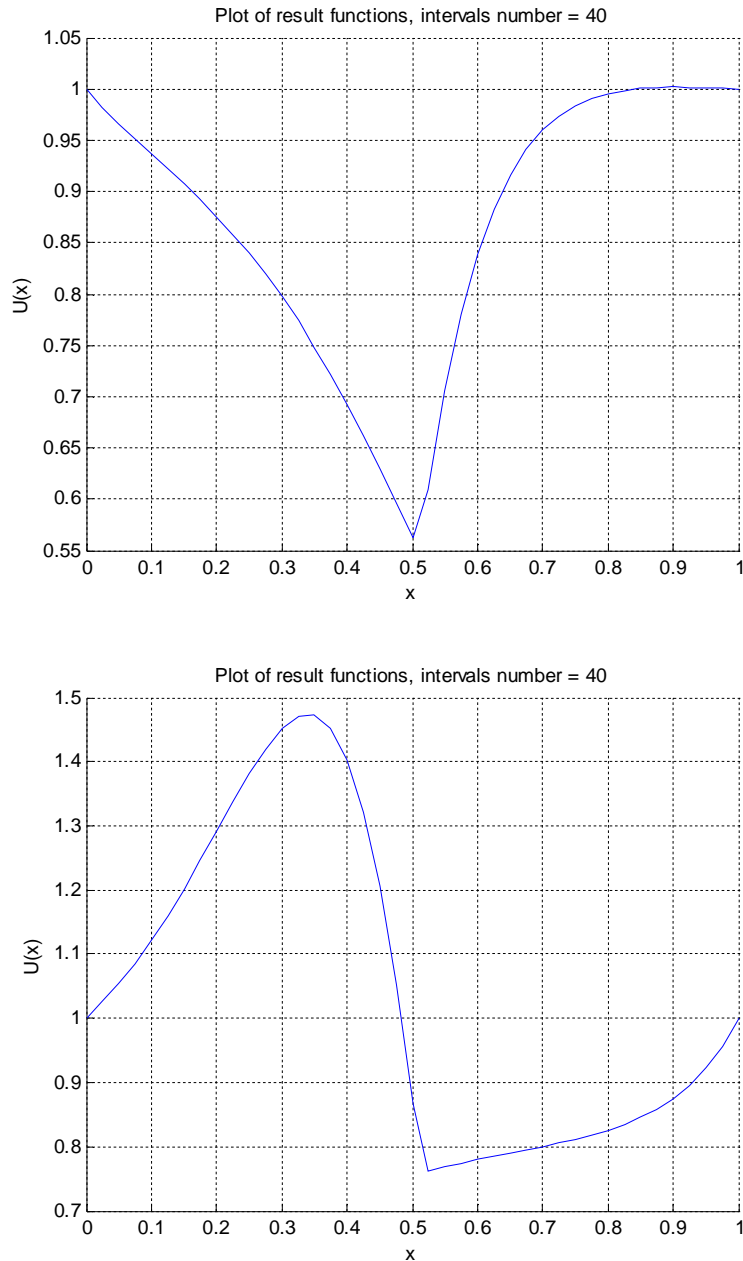 Plot of result functions, intervals number = 40
1.05
1
0.95
0.9
0.85
0.8
0.75
0.7
0.65
0.6
0.55
U(x)
0 0.1 0.2 0.3 0.4 0.5 0.6 0.7 0.8 0.9 1
x
Plot of result functions, intervals number = 40
1.5
1.4
1.3
1.2
1.1
1
0.9
0.8
0.7
U(x)
0 0.1 0.2 0.3 0.4 0.5 0.6 0.7 0.8 0.9 1
x